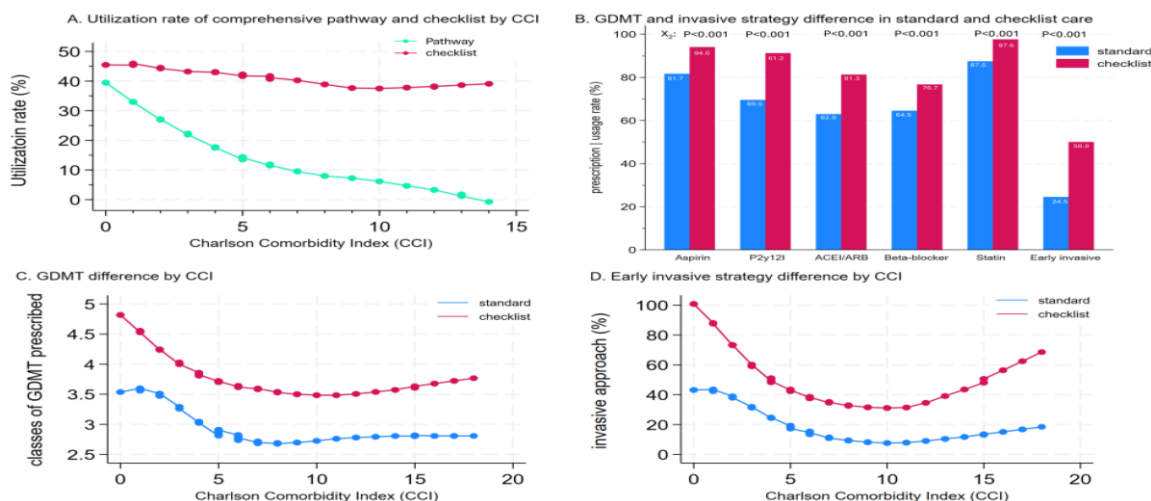 A. Utilization rate of comprehensive pathway and checklist by CCI
Pathway
checklist
50
40
30
20
10
0
Utilizatoin rate (%)
0 5 10 15
Charlson Comorbidity Index (CCI)
B. GDMT and invasive strategy difference in standard and checklist care
X₂: P<0.001 P<0.001 P<0.001 P<0.001 P<0.001 P<0.001
standard
checklist
100
80
60
40
20
0
prescription | usage rate (%)
81.7 94.0 69.5 61.2 62.9 81.3 64.5 76.7 87.5 97.6 24.5 50.0
Aspirin P2y12I ACEI/ARB Beta-blocker Statin Early invasive
C. GDMT difference by CCI
standard
checklist
5
4.5
4
3.5
3
2.5
classes of GDMT prescribed
0 5 10 15 20
Charlson Comorbidity Index (CCI)
D. Early invasive strategy difference by CCI
standard
checklist
100
80
60
40
20
0
invasive approach (%)
0 5 10 15 20
Charlson Comorbidity Index (CCI)